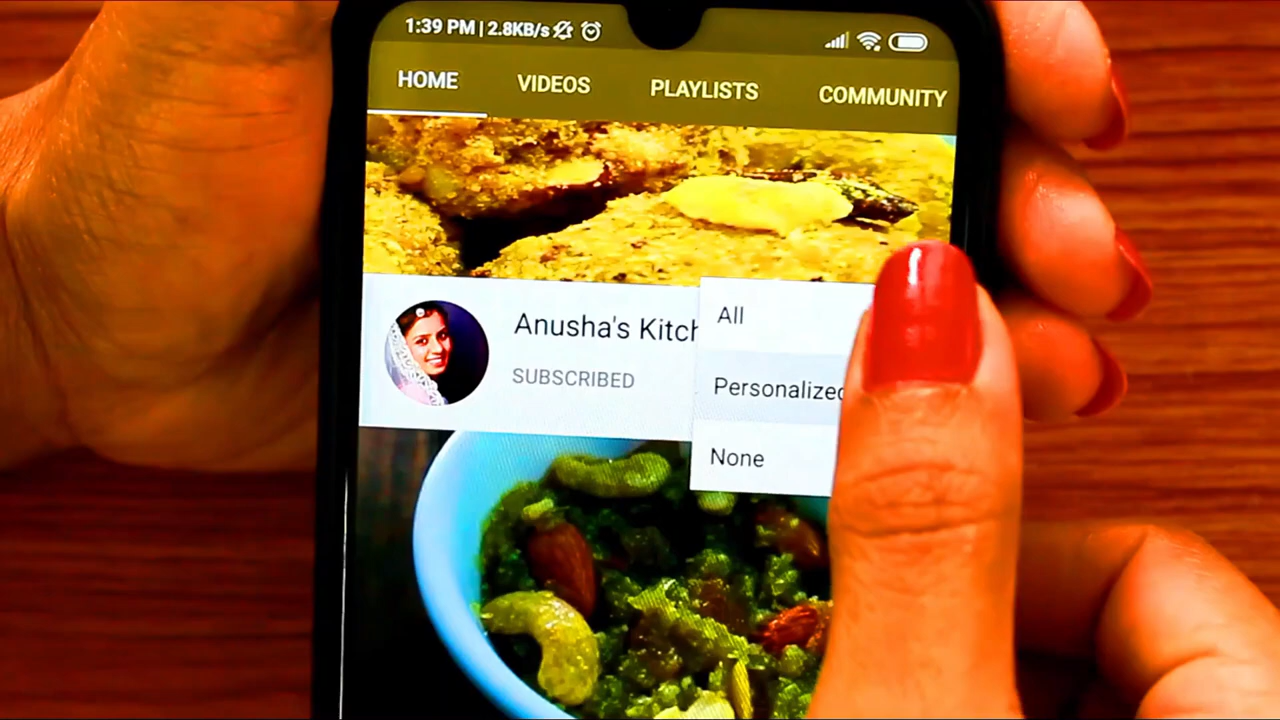 1:39 PM | 2.8KB/s
HOME VIDEOS PLAYLISTS COMMUNITY
Anusha's Kitch
SUBSCRIBED
All
Personalized
None